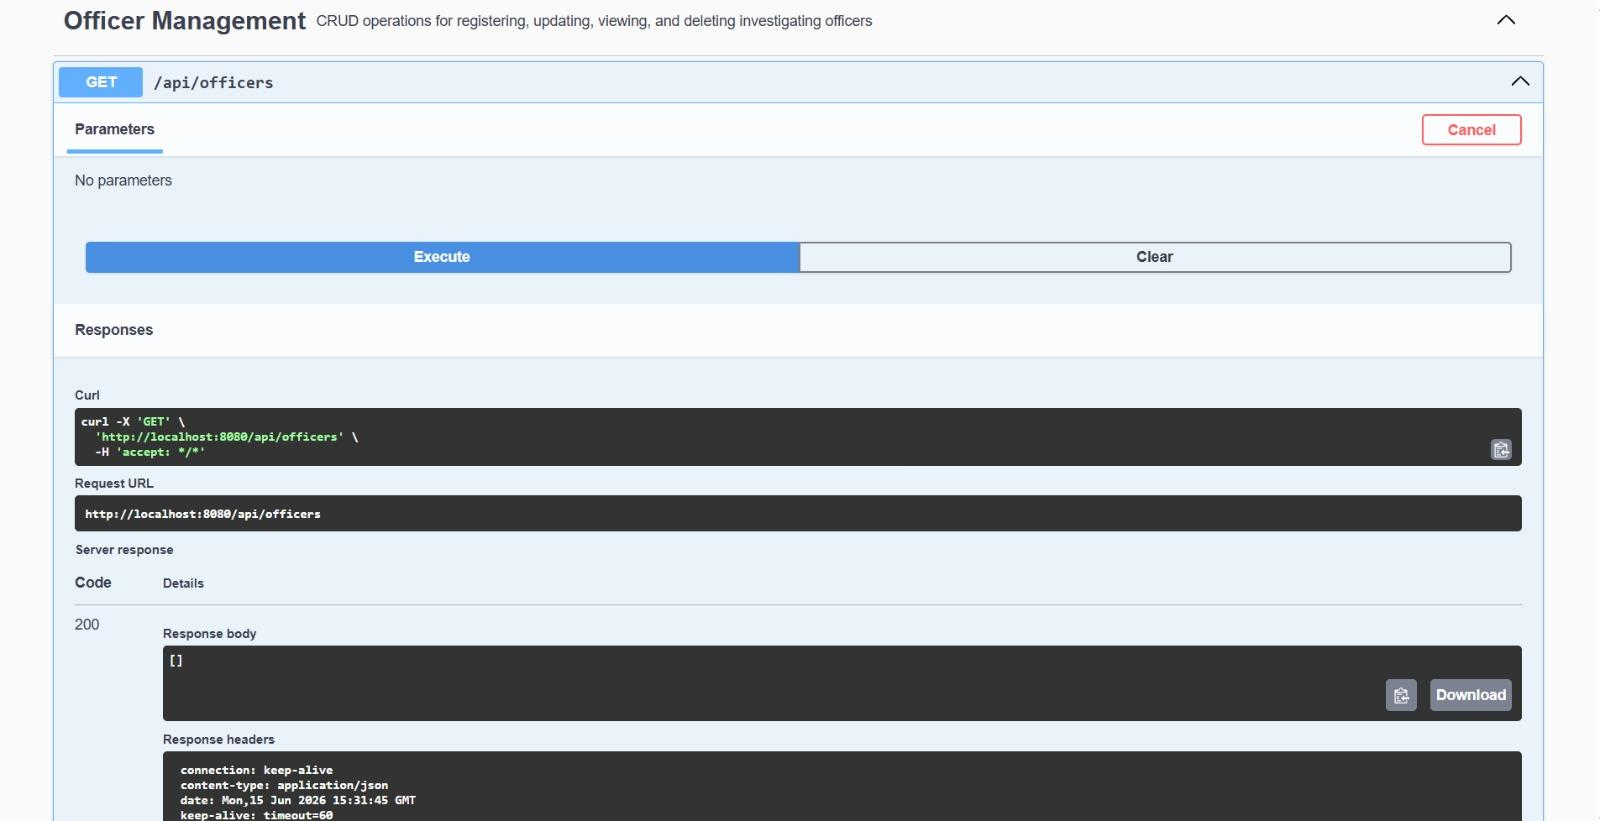 Officer Management CRUD operations for registering, updating, viewing, and deleting investigating officers
GET /api/officers
Parameters
Cancel
No parameters
Execute
Clear
Responses
Curl
curl -X 'GET' \
'http://localhost:8080/api/officers' \
-H 'accept: */*'
Request URL
http://localhost:8080/api/officers
Server response
Code Details
200
Response body
[]
Download
Response headers
connection: keep-alive
content-type: application/json
date: Mon,15 Jun 2026 15:31:45 GMT
keep-alive: timeout=60